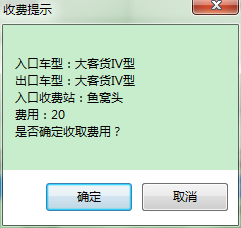 收费提示
入口车型：大客货IV型
出口车型：大客货IV型
入口收费站：鱼窝头
费用：20
是否确定收取费用？
确定
取消